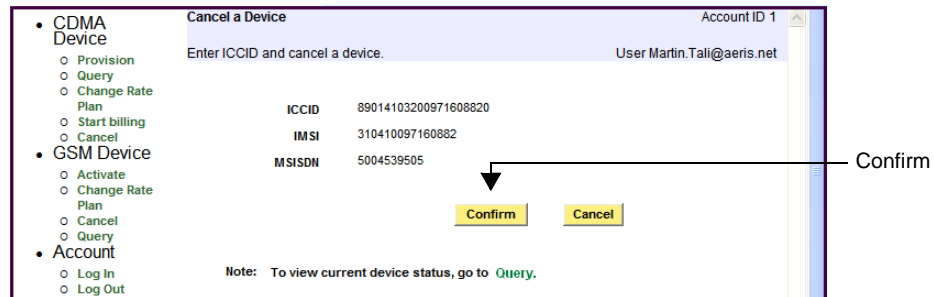 CDMA
Device
Provision
Query
Change Rate
Plan
Start billing
Cancel
GSM Device
Activate
Change Rate
Plan
Cancel
Query
Account
Log In
Log Out
Cancel a Device Account ID 1
Enter ICCID and cancel a device. User Martin.Tali@aeris.net
ICCID 89014103200971608820
IMSI 310410097160882
MSISDN 5004539505
Confirm Cancel
Note: To view current device status, go to Query.
Confirm